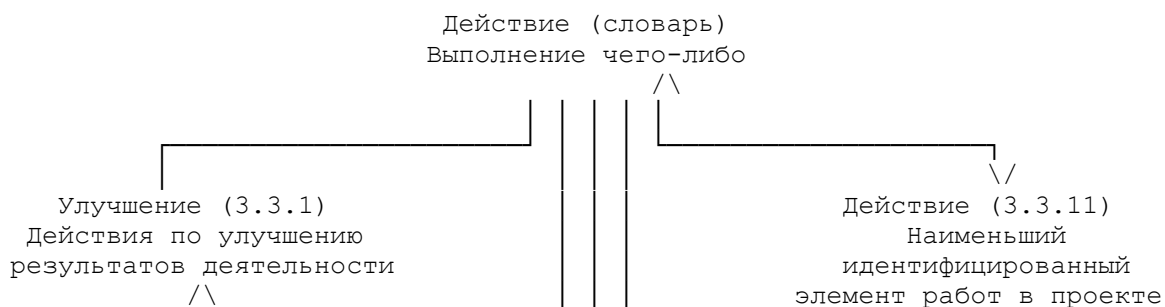 Действие (словарь)
Выполнение чего-либо
Улучшение (3.3.1)
Действия по улучшению
результатов деятельности
Действие (3.3.11)
Наименьший
идентифицированный
элемент работ в проекте